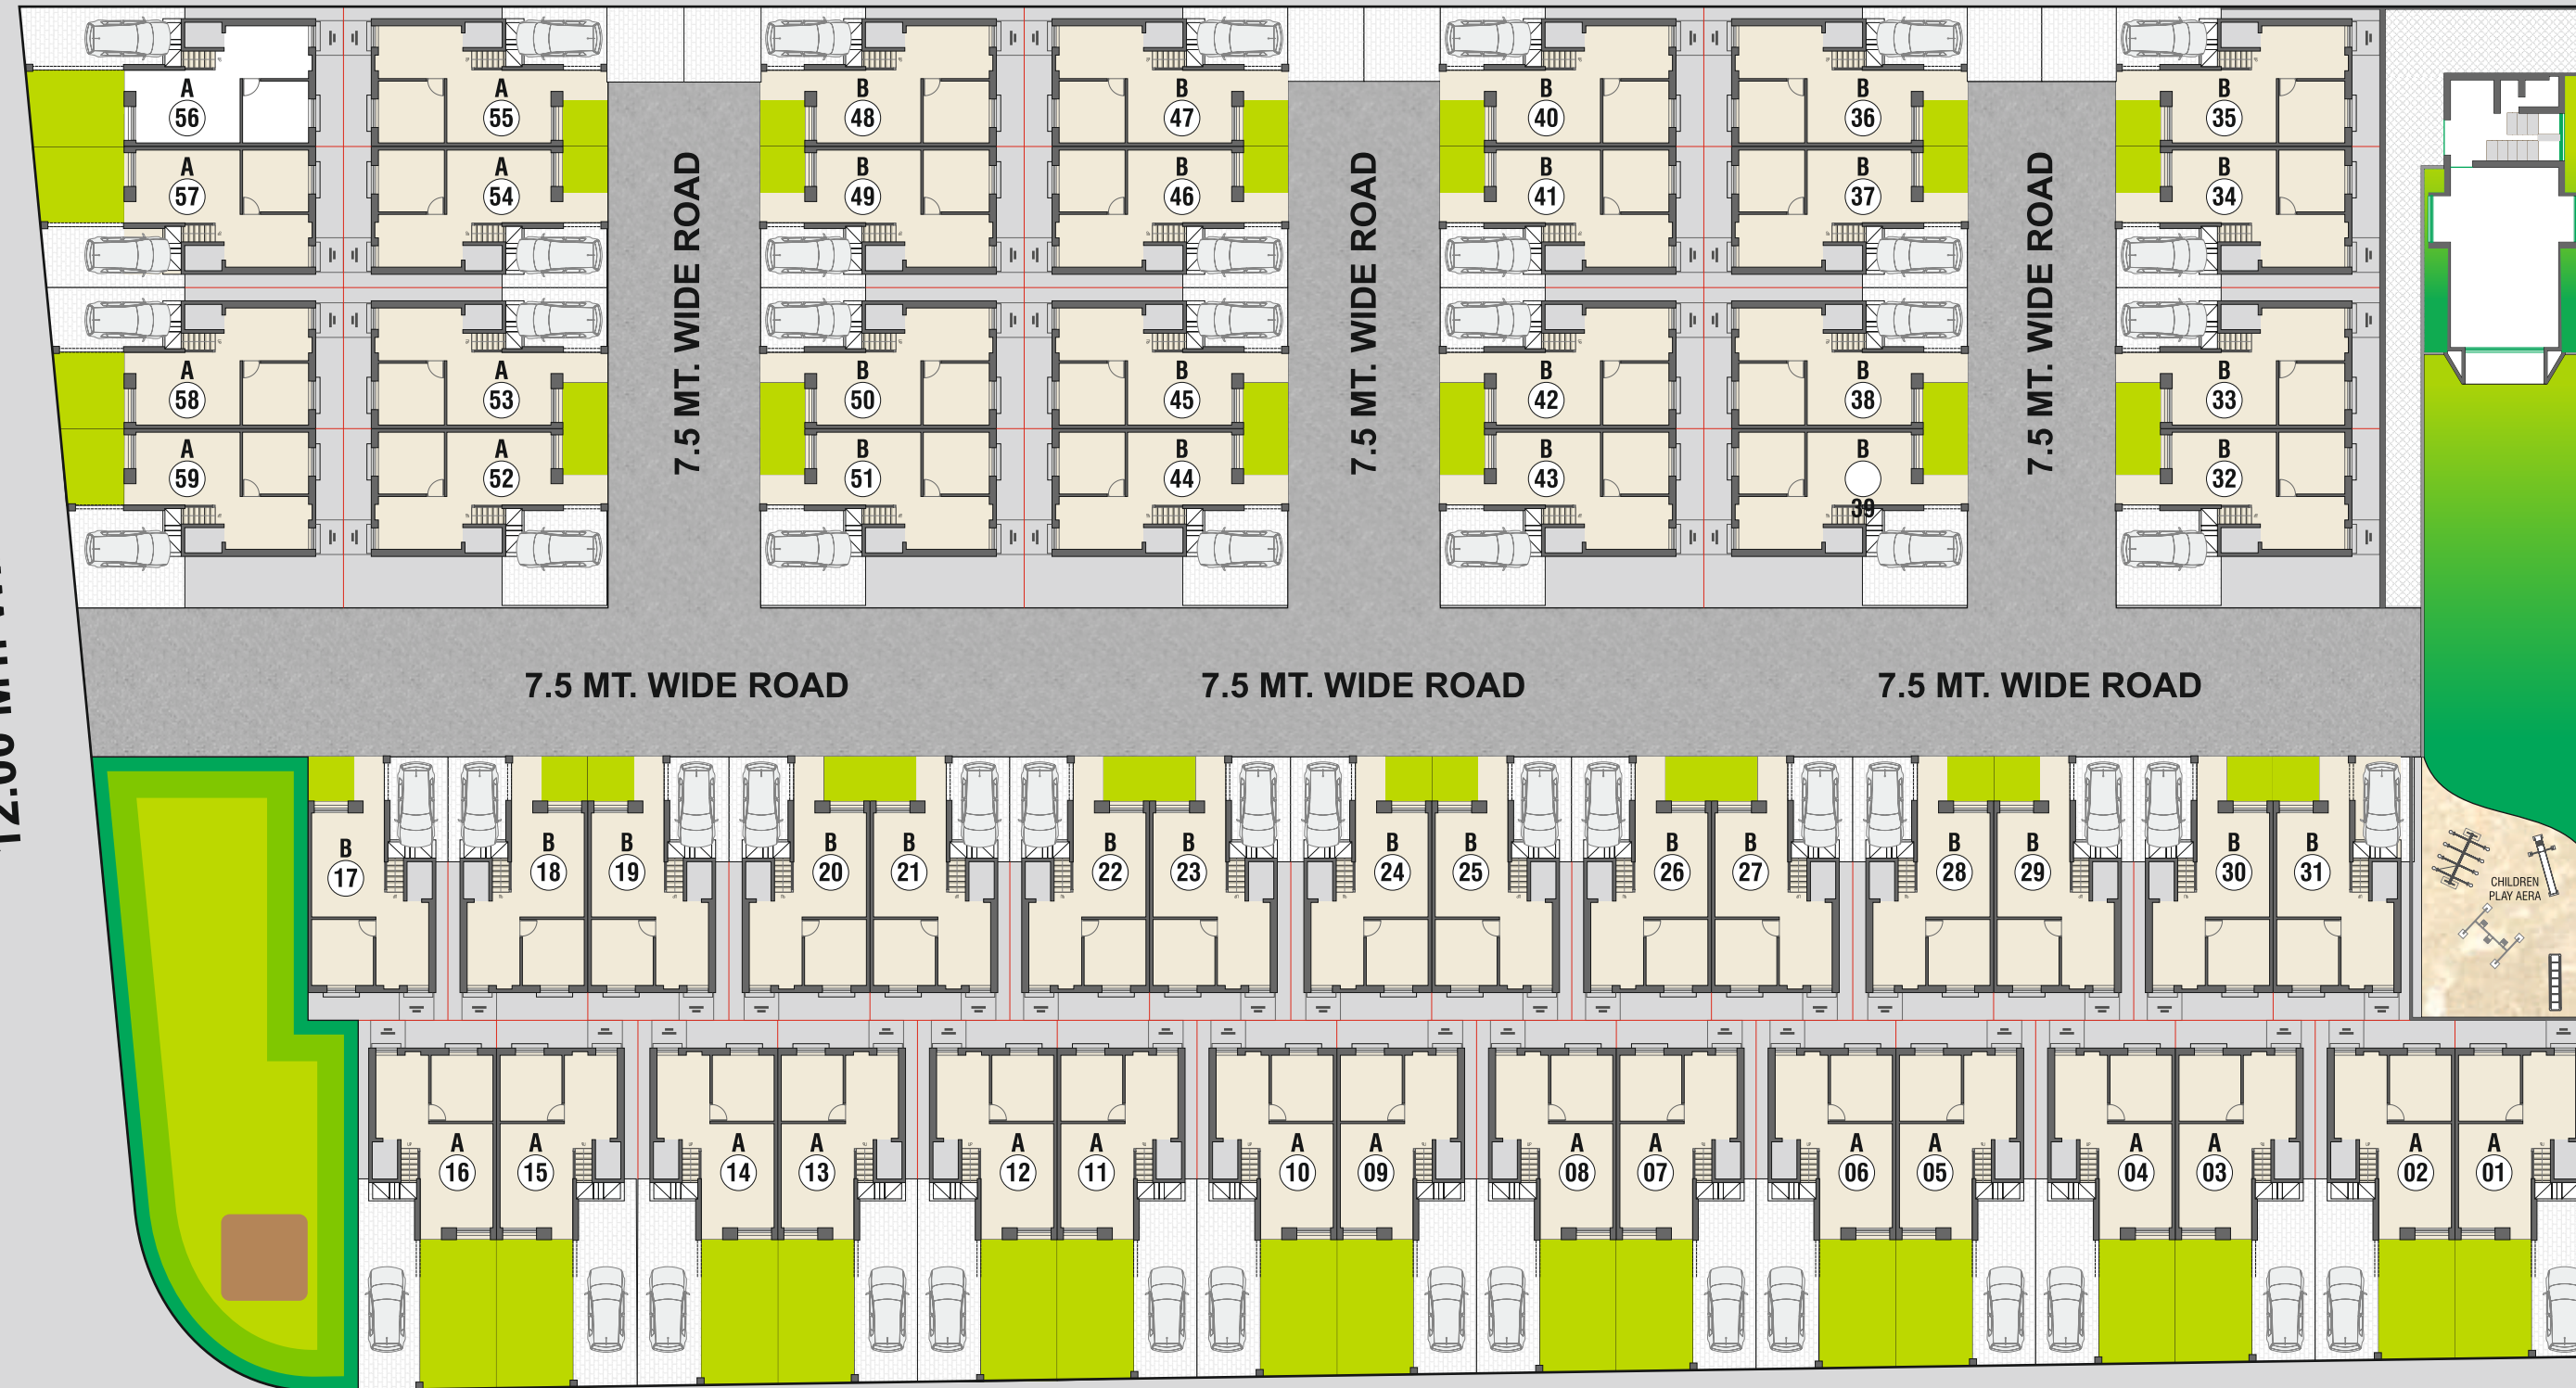 A A B B B B B
56 55 48 47 40 36 35
A A B B B B B
57 54 49 46 41 37 34
7.5 MT. WIDE ROAD
7.5 MT. WIDE ROAD
7.5 MT. WIDE ROAD
A A B B B B B
58 53 50 45 42 38 33
A A B B B B B
59 52 51 44 43 39 32
7.5 MT. WIDE ROAD 7.5 MT. WIDE ROAD 7.5 MT. WIDE ROAD
B B B B B B B B B B B B B B B
17 18 19 20 21 22 23 24 25 26 27 28 29 30 31
CHILDREN
PLAY AERA
A A A A A A A A A A A A A A A A
16 15 14 13 12 11 10 09 08 07 06 05 04 03 02 01